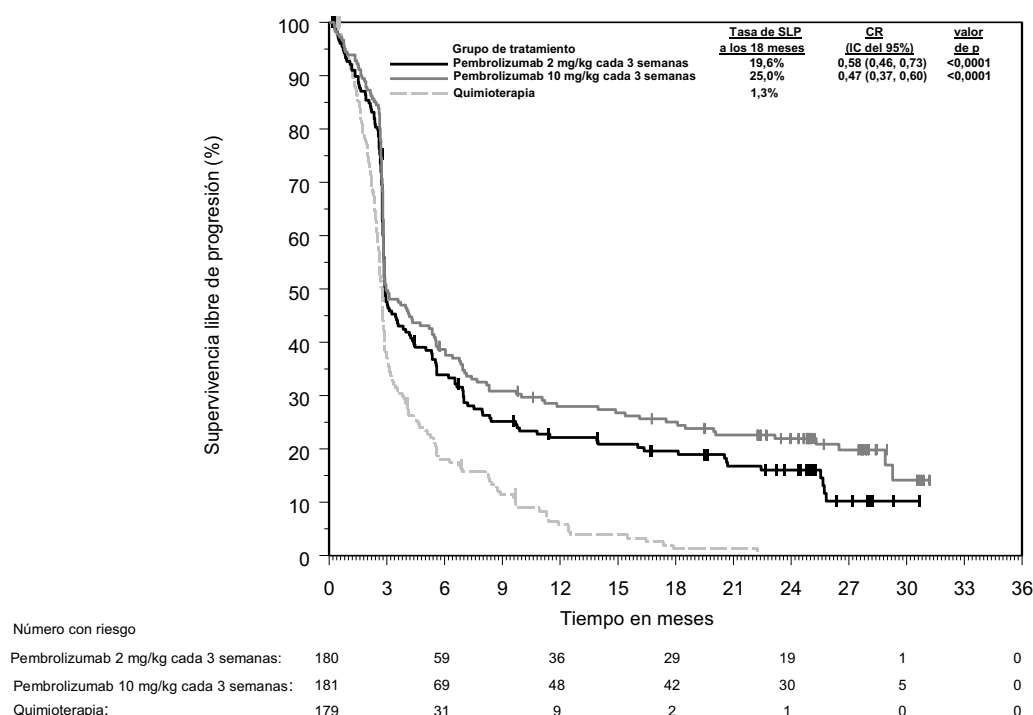 Tasa de SLP CR valor
Grupo de tratamiento a los 18 meses (IC del 95%) de p
Pembrolizumab 2 mg/kg cada 3 semanas 19,6% 0,58 (0,46, 0,73) <0,0001
Pembrolizumab 10 mg/kg cada 3 semanas 25,0% 0,47 (0,37, 0,60) <0,0001
Quimioterapia 1,3%
Supervivencia libre de progresión (%)
100
90
80
70
60
50
40
30
20
10
0
0 3 6 9 12 15 18 21 24 27 30 33 36
Tiempo en meses
Número con riesgo
Pembrolizumab 2 mg/kg cada 3 semanas: 180 59 36 29 19 1 0
Pembrolizumab 10 mg/kg cada 3 semanas: 181 69 48 42 30 5 0
Quimioterapia: 179 31 9 2 1 0 0